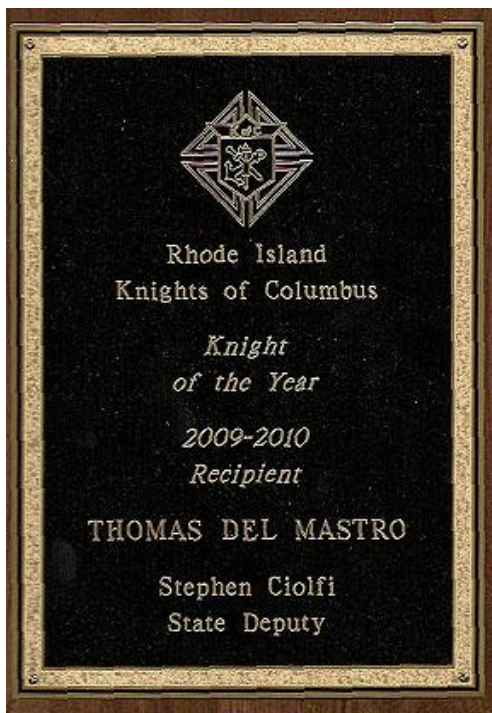 K of C
Rhode Island
Knights of Columbus
Knight
of the Year
2009-2010
Recipient
THOMAS DEL MASTRO
Stephen Ciolfi
State Deputy